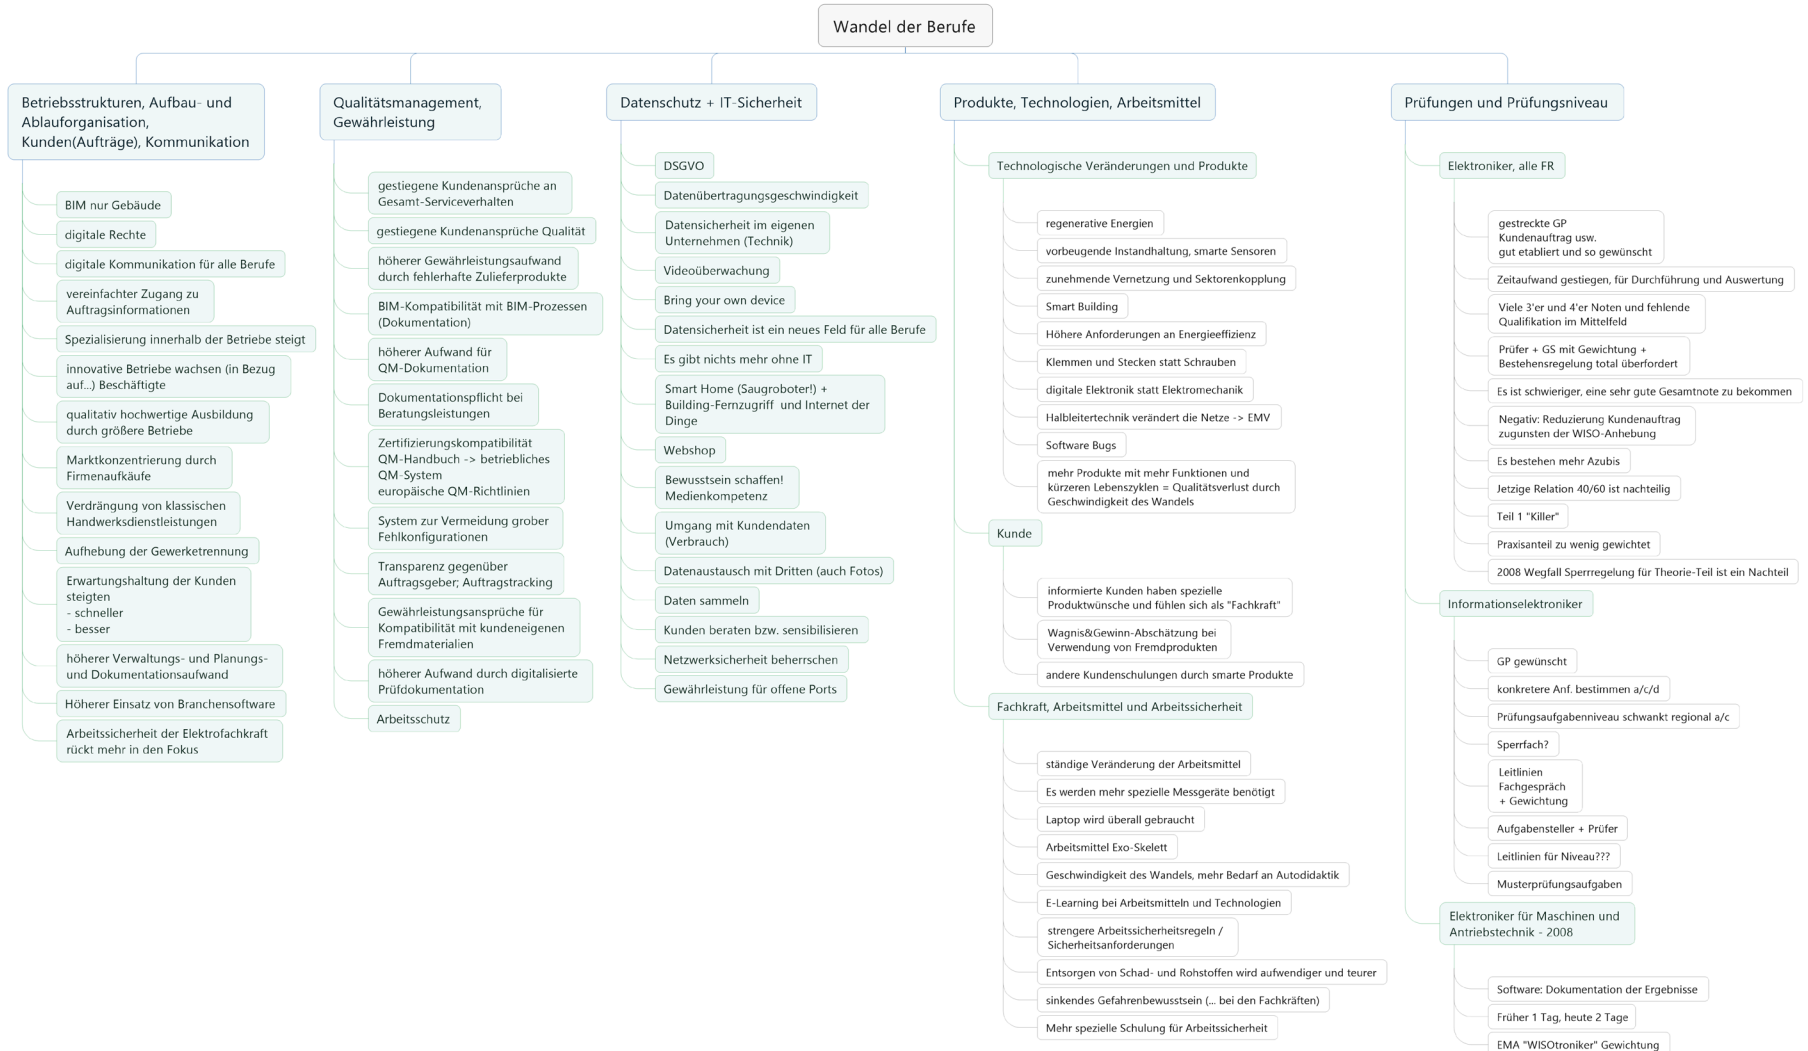 Wandel der Berufe
Betriebsstrukturen, Aufbau- und
Ablauforganisation,
Kunden(Aufträge), Kommunikation
BIM nur Gebäude
digitale Rechte
digitale Kommunikation für alle Berufe
vereinfachter Zugang zu
Auftragsinformationen
Spezialisierung innerhalb der Betriebe steigt
innovative Betriebe wachsen (in Bezug
auf...) Beschäftigte
qualitativ hochwertige Ausbildung
durch größere Betriebe
Marktkonzentrierung durch
Firmenaufkäufe
Verdrängung von klassischen
Handwerksdienstleistungen
Aufhebung der Gewerketrennung
Erwartungshaltung der Kunden
steigten
- schneller
- besser
höherer Verwaltungs- und Planungs-
und Dokumentationsaufwand
Höherer Einsatz von Branchensoftware
Arbeitssicherheit der Elektrofachkraft
rückt mehr in den Fokus
Qualitätsmanagement,
Gewährleistung
gestiegene Kundenansprüche an
Gesamt-Serviceverhalten
gestiegene Kundenansprüche Qualität
höherer Gewährleistungsaufwand
durch fehlerhafte Zulieferprodukte
BIM-Kompatibilität mit BIM-Prozessen
(Dokumentation)
höherer Aufwand für
QM-Dokumentation
Dokumentationspflicht bei
Beratungsleistungen
Zertifizierungskompatibilität
QM-Handbuch -> betriebliches
QM-System
europäische QM-Richtlinien
System zur Vermeidung grober
Fehlkonfigurationen
Transparenz gegenüber
Auftragsgeber; Auftragstracking
Gewährleistungsansprüche für
Kompatibilität mit kundeneigenen
Fremdmaterialien
höherer Aufwand durch digitalisierte
Prüfdokumentation
Arbeitsschutz
Datenschutz + IT-Sicherheit
DSGVO
Datenübertragungsgeschwindigkeit
Datensicherheit im eigenen
Unternehmen (Technik)
Videoüberwachung
Bring your own device
Datensicherheit ist ein neues Feld für alle Berufe
Es gibt nichts mehr ohne IT
Smart Home (Saugroboter!) +
Building-Fernzugriff und Internet der
Dinge
Webshop
Bewusstsein schaffen!
Medienkompetenz
Umgang mit Kundendaten
(Verbrauch)
Datenaustausch mit Dritten (auch Fotos)
Daten sammeln
Kunden beraten bzw. sensibilisieren
Netzwerksicherheit beherrschen
Gewährleistung für offene Ports
Produkte, Technologien, Arbeitsmittel
Technologische Veränderungen und Produkte
regenerative Energien
vorbeugende Instandhaltung, smarte Sensoren
zunehmende Vernetzung und Sektorenkopplung
Smart Building
Höhere Anforderungen an Energieeffizienz
Klemmen und Stecken statt Schrauben
digitale Elektronik statt Elektromechanik
Halbleitertechnik verändert die Netze -> EMV
Software Bugs
mehr Produkte mit mehr Funktionen und
kürzeren Lebenszyklen = Qualitätsverlust durch
Geschwindigkeit des Wandels
Kunde
informierte Kunden haben spezielle
Produktwünsche und fühlen sich als "Fachkraft"
Wagnis&Gewinn-Abschätzung bei
Verwendung von Fremdprodukten
andere Kundenschulungen durch smarte Produkte
Fachkraft, Arbeitsmittel und Arbeitssicherheit
ständige Veränderung der Arbeitsmittel
Es werden mehr spezielle Messgeräte benötigt
Laptop wird überall gebraucht
Arbeitsmittel Exo-Skelett
Geschwindigkeit des Wandels, mehr Bedarf an Autodidaktik
E-Learning bei Arbeitsmitteln und Technologien
strengere Arbeitssicherheitsregeln /
Sicherheitsanforderungen
Entsorgen von Schad- und Rohstoffen wird aufwendiger und teurer
sinkendes Gefahrenbewusstsein (... bei den Fachkräften)
Mehr spezielle Schulung für Arbeitssicherheit
Prüfungen und Prüfungsniveau
Elektroniker, alle FR
gestreckte GP
Kundenauftrag usw.
gut etabliert und so gewünscht
Zeitaufwand gestiegen, für Durchführung und Auswertung
Viele 3'er und 4'er Noten und fehlende
Qualifikation im Mittelfeld
Prüfer + GS mit Gewichtung +
Bestehensregelung total überfordert
Es ist schwieriger, eine sehr gute Gesamtnote zu bekommen
Negativ: Reduzierung Kundenauftrag
zugunsten der WISO-Anhebung
Es bestehen mehr Azubis
Jetzige Relation 40/60 ist nachteilig
Teil 1 "Killer"
Praxisanteil zu wenig gewichtet
2008 Wegfall Sperrregelung für Theorie-Teil ist ein Nachteil
Informationselektroniker
GP gewünscht
konkretere Anf. bestimmen a/c/d
Prüfungsaufgabenniveau schwankt regional a/c
Sperrfach?
Leitlinien
Fachgespräch
+ Gewichtung
Aufgabensteller + Prüfer
Leitlinien für Niveau???
Musterprüfungsaufgaben
Elektroniker für Maschinen und
Antriebstechnik - 2008
Software: Dokumentation der Ergebnisse
Früher 1 Tag, heute 2 Tage
EMA "WISOtroniker" Gewichtung